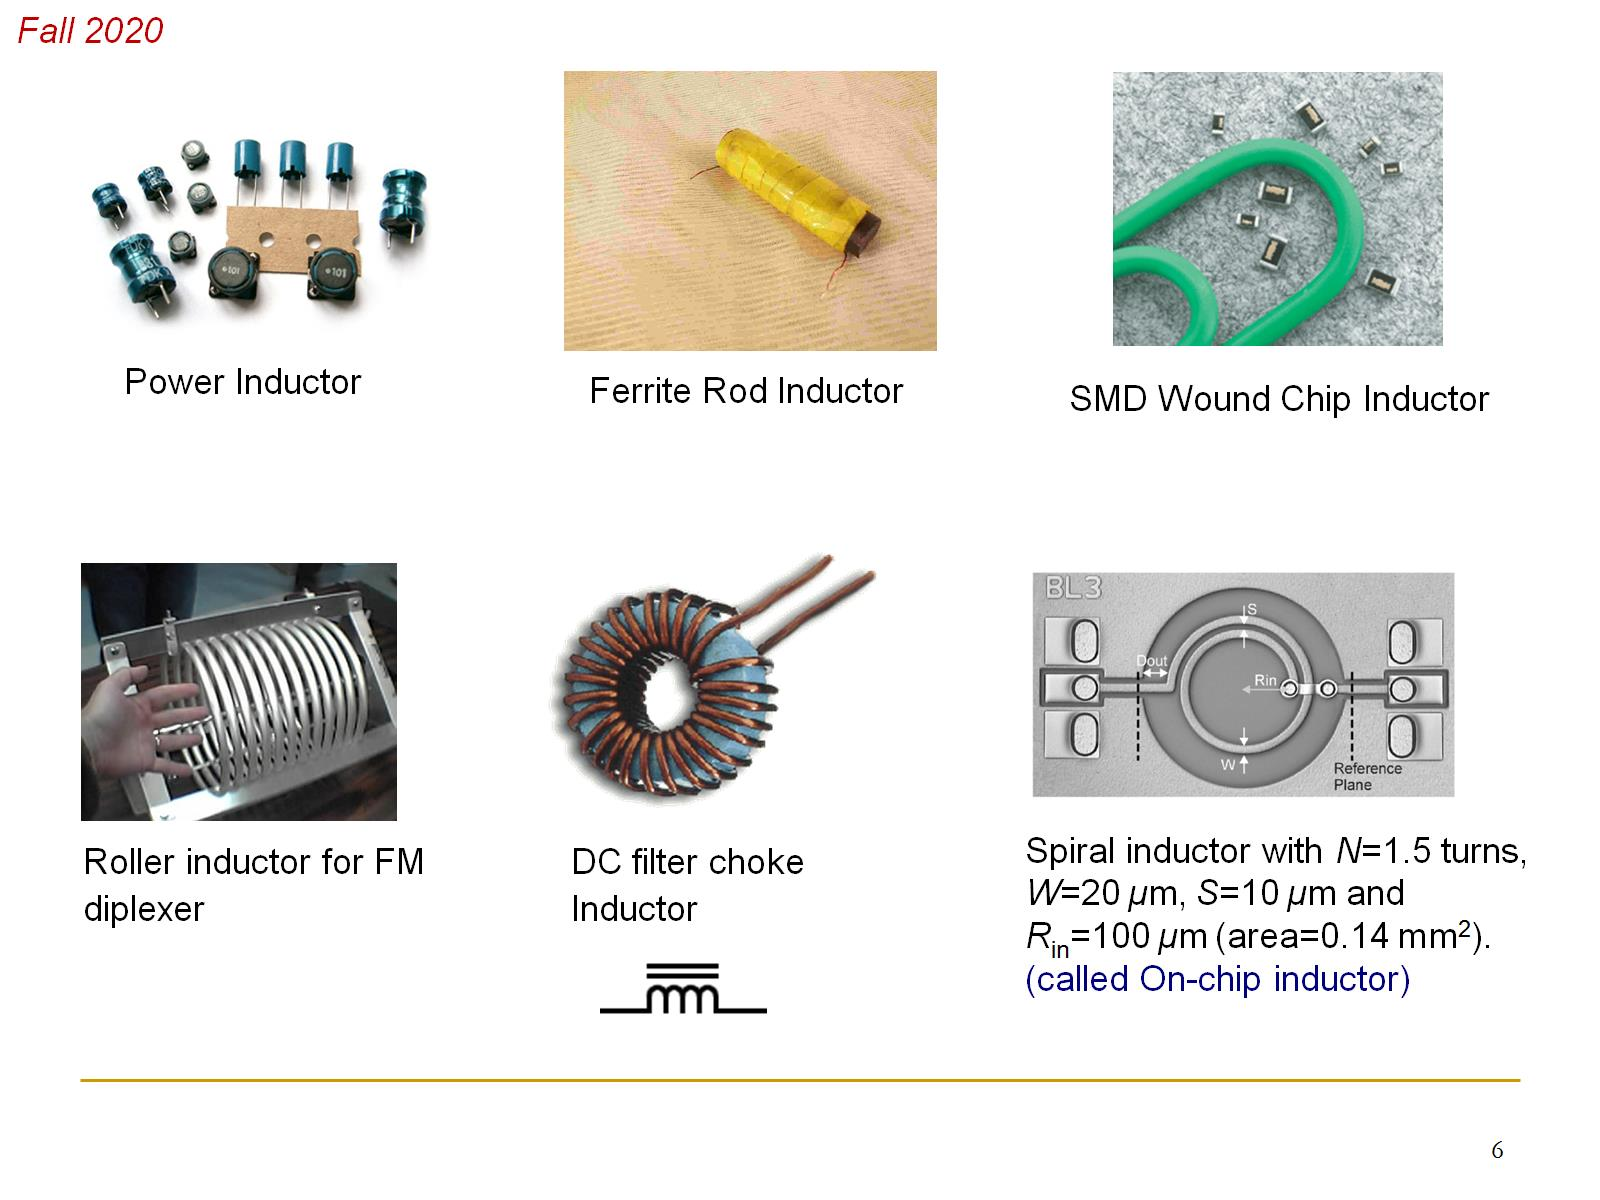 Fall 2020
Power Inductor
Ferrite Rod Inductor
SMD Wound Chip Inductor
101
101
BL3
S
Dout
Rin
W
Reference
Plane
Roller inductor for FM
diplexer
DC filter choke
Inductor
Spiral inductor with N=1.5 turns,
W=20 µm, S=10 µm and
Rin=100 µm (area=0.14 mm²).
(called On-chip inductor)
6